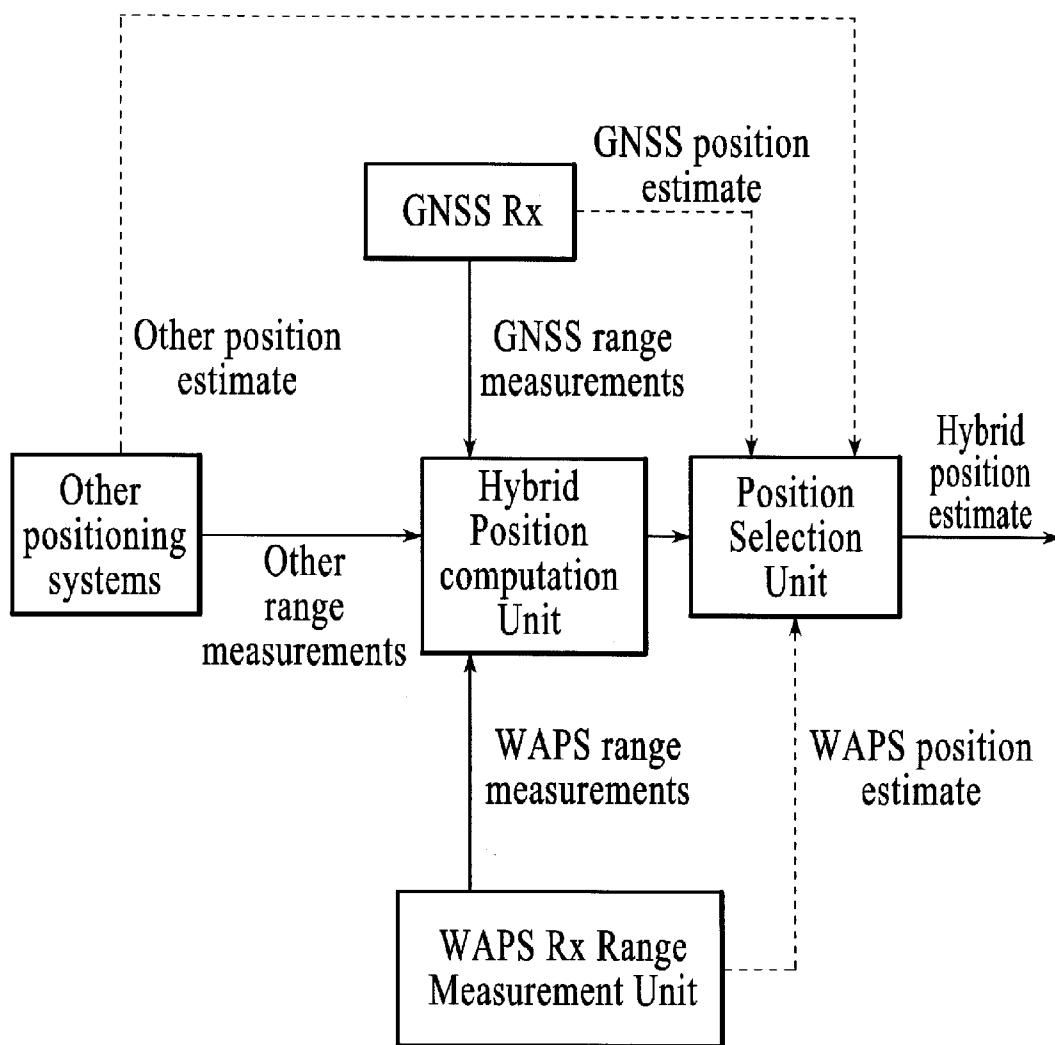 GNSS position
estimate
GNSS Rx
Other position
estimate
GNSS range
measurements
Hybrid
position
estimate
Other
positioning
systems
Hybrid
Position
computation
Unit
Position
Selection
Unit
Other
range
measurements
WAPS range
measurements
WAPS position
estimate
WAPS Rx Range
Measurement Unit